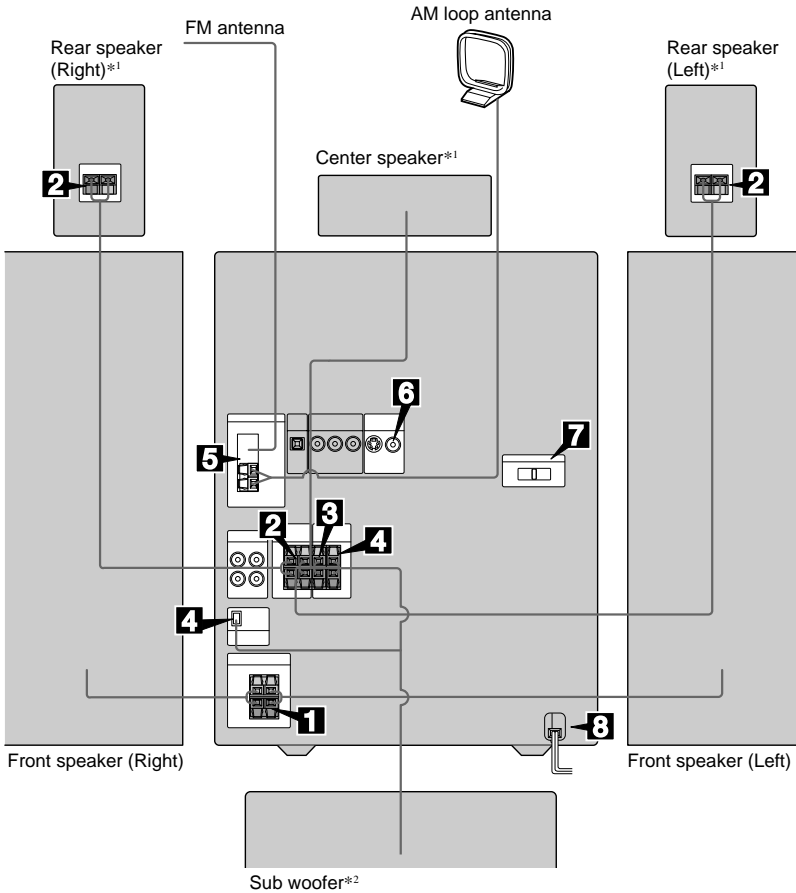 AM loop antenna
FM antenna
Rear speaker
(Right)*1
Rear speaker
(Left)*1
Center speaker*1
2
2
6
7
5
2
3
4
4
1
8
Front speaker (Right)
Front speaker (Left)
Sub woofer*2